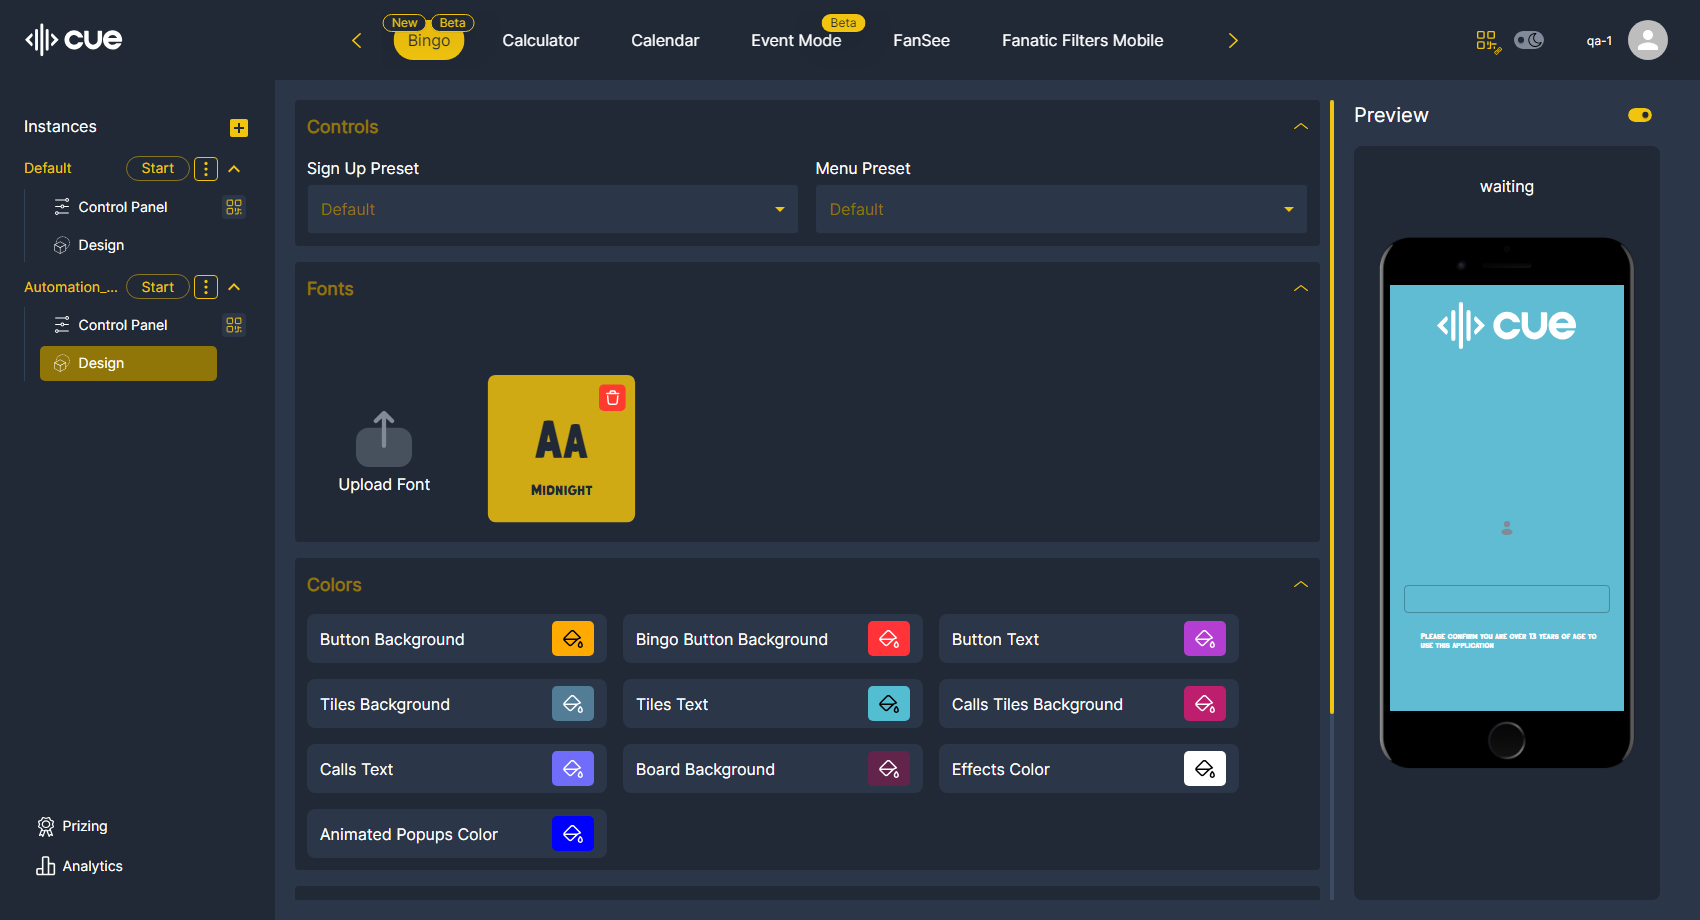 cue
New
Beta
Bingo
Calculator
Calendar
Event Mode
Beta
FanSee
Fanatic Filters Mobile
qa-1
Instances
Default
Start
Control Panel
Design
Automation_...
Start
Control Panel
Design
Prizing
Analytics
Controls
Sign Up Preset
Default
Menu Preset
Default
Fonts
Upload Font
AA
MIDNIGHT
Colors
Button Background
Bingo Button Background
Button Text
Tiles Background
Tiles Text
Calls Tiles Background
Calls Text
Board Background
Effects Color
Animated Popups Color
Preview
waiting
cue
PLEASE CONFIRM YOU ARE OVER 13 YEARS OF AGE TO
USE THIS APPLICATION